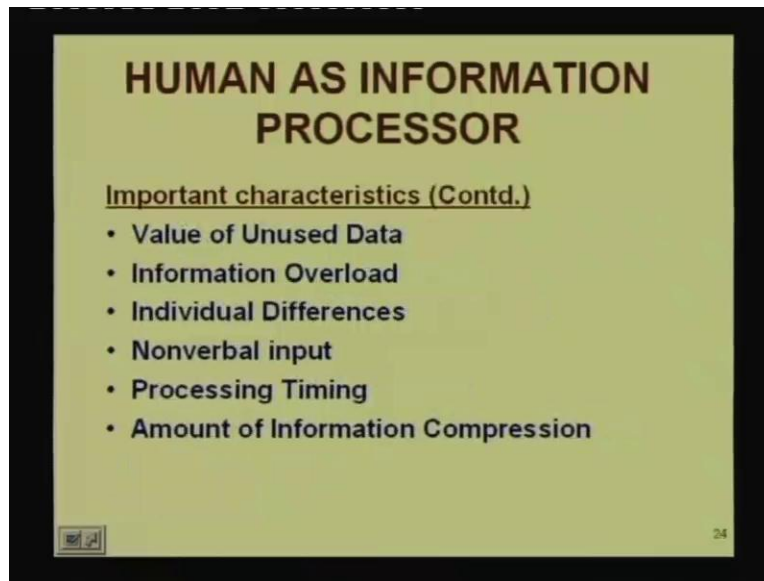 HUMAN AS INFORMATION
PROCESSOR
Important characteristics (Contd.)
• Value of Unused Data
• Information Overload
• Individual Differences
• Nonverbal input
• Processing Timing
• Amount of Information Compression
24